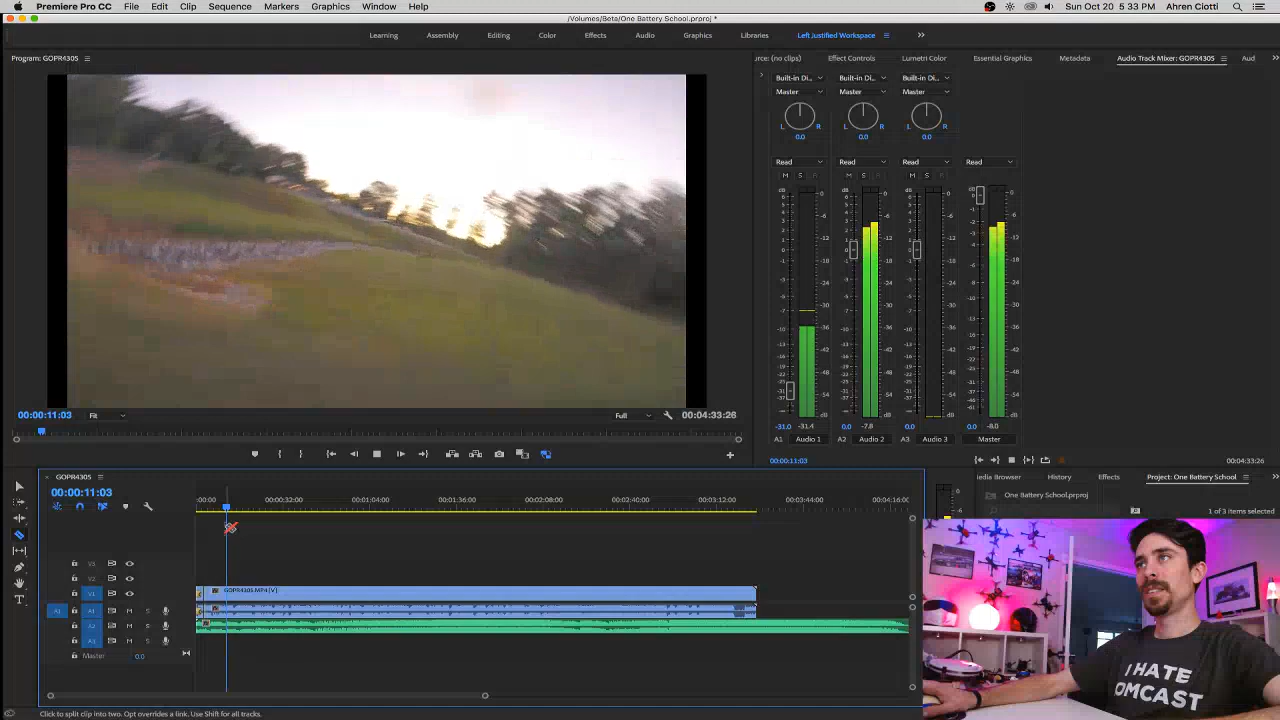 Premiere Pro CC File Edit Clip Sequence Markers Graphics Window Help Sun Oct 20 5:33 PM Ahren Ciotti
/Volumes/Beta/One Battery School.prproj *
Learning Assembly Editing Color Effects Audio Graphics Libraries Left Justified Workspace
Program: GOPR4305
rce: (no clips) Effect Controls Lumetri Color Essential Graphics Metadata Audio Track Mixer: GOPR4305 Aud
Built-in Di... Built-in Di... Built-in Di...
Master Master Master
L R L R L R
0.0 0.0 0.0
Read Read Read Read
M S R M S R M S R
-31.0 -31.4 0.0 -7.8 0.0 0.0 -8.0
A1 Audio 1 A2 Audio 2 A3 Audio 3 Master
00:00:11:03 Fit Full 00:04:33:26
00:00:11:03 00:04:33:26
GOPR4305
00:00:11:03
:00:00 00:00:32:00 00:01:04:00 00:01:36:00 00:02:08:00 00:02:40:00 00:03:12:00 00:03:44:00 00:04:16:00
V3
V2
V1 GOPR4305.MP4 [V]
A1 A1 M S
A2 M S
A3 M S
Master 0.0
edia Browser History Effects Project: One Battery School
One Battery School.prproj
1 of 3 items selected
I HATE
OMCAST
Click to split clip into two. Opt overrides a link. Use Shift for all tracks.